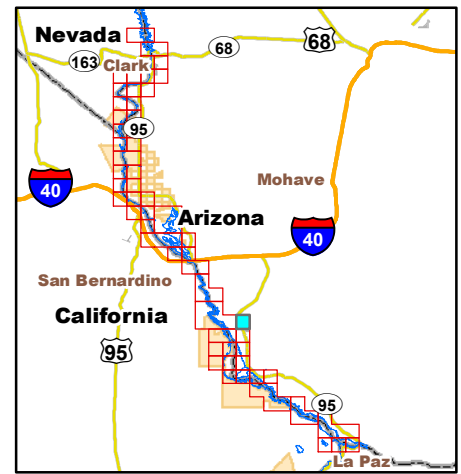 Nevada
68
68
163
Clark
95
Mohave
40
Arizona
40
San Bernardino
California
95
95
La Paz